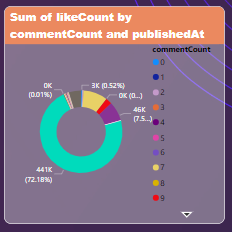 Sum of likeCount by
commentCount and publishedAt
commentCount
0K
(0.01%)
3K (0.52%)
0K (0...)
46K
(7.5...)
441K
(72.18%)
0
1
2
3
4
5
6
7
8
9